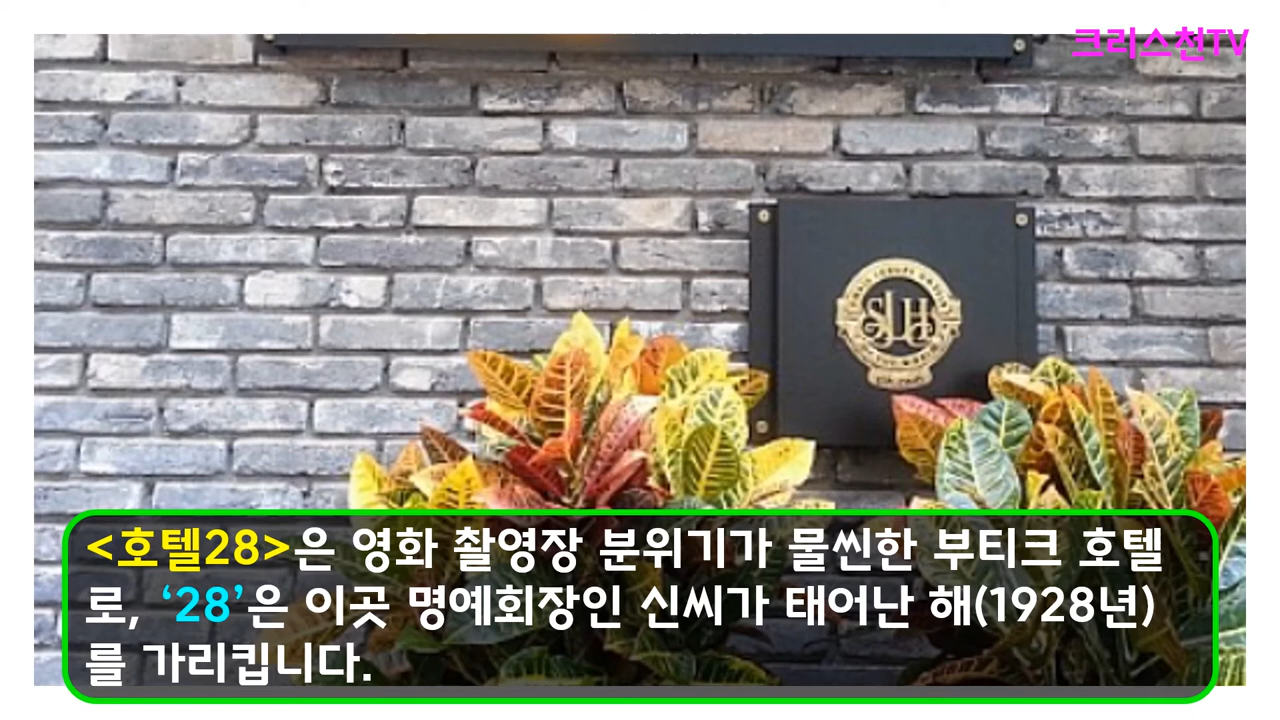 크리스천TV
SLH
<호텔28>은 영화 촬영장 분위기가 물씬한 부티크 호텔
로, ‘28’은 이곳 명예회장인 신씨가 태어난 해(1928년)
를 가리킵니다.